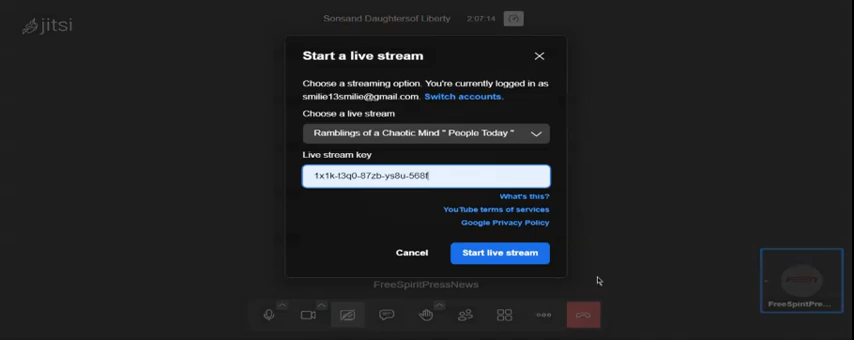 jitsi
Sonsand Daughtersof Liberty 2:07:14
Start a live stream
Choose a streaming option. You're currently logged in as
smilie13smilie@gmail.com. Switch accounts.
Choose a live stream
Ramblings of a Chaotic Mind " People Today "
Live stream key
1x1k-t3q0-87zb-ys8u-568f
What's this?
YouTube terms of services
Google Privacy Policy
Cancel Start live stream
FreeSpiritPressNews
FreeSpiritPre...